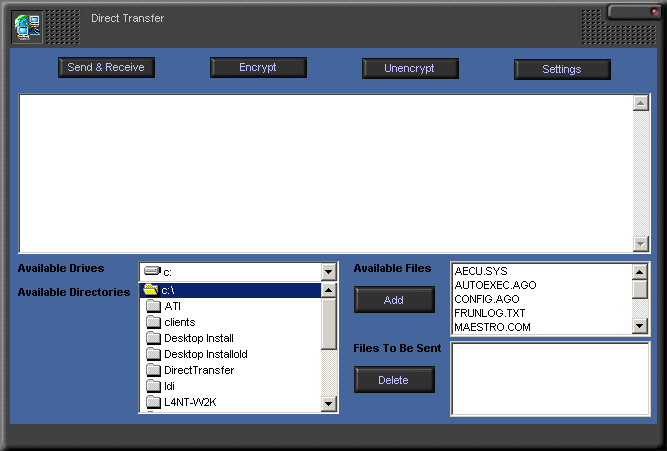 Direct Transfer
Send & Receive
Encrypt
Unencrypt
Settings
Available Drives
c:
Available Directories
c:\
ATI
clients
Desktop Install
Desktop Installold
DirectTransfer
ldi
L4NT-W2K
Available Files
AECU.SYS
AUTOEXEC.AGO
CONFIG.AGO
FRUNLOG.TXT
MAESTRO.COM
Add
Files To Be Sent
Delete